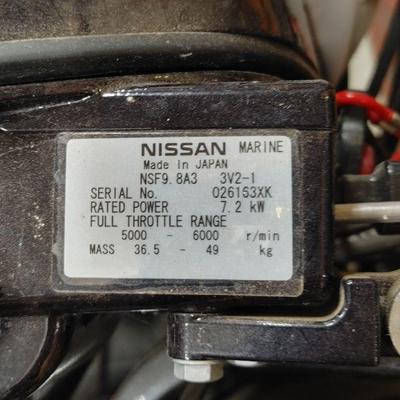 NISSAN MARINE
Made In JAPAN
NSF9.8A3 3V2-1
SERIAL No. 026163XK
RATED POWER 7.2 kW
FULL THROTTLE RANGE
5000 - 6000 r/min
MASS 36.5 - 49 kg